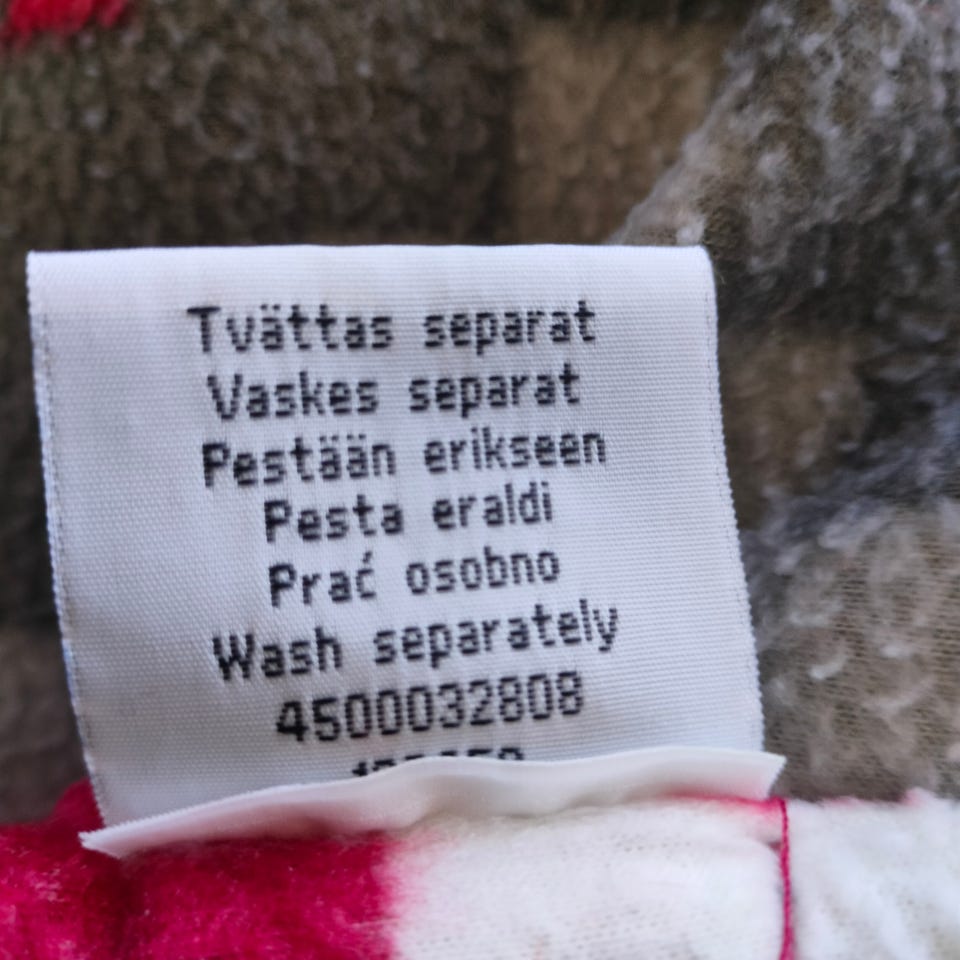 Tvättas separat
Vaskes separat
Pestään erikseen
Pesta eraldi
Prać osobno
Wash separately
4500032808